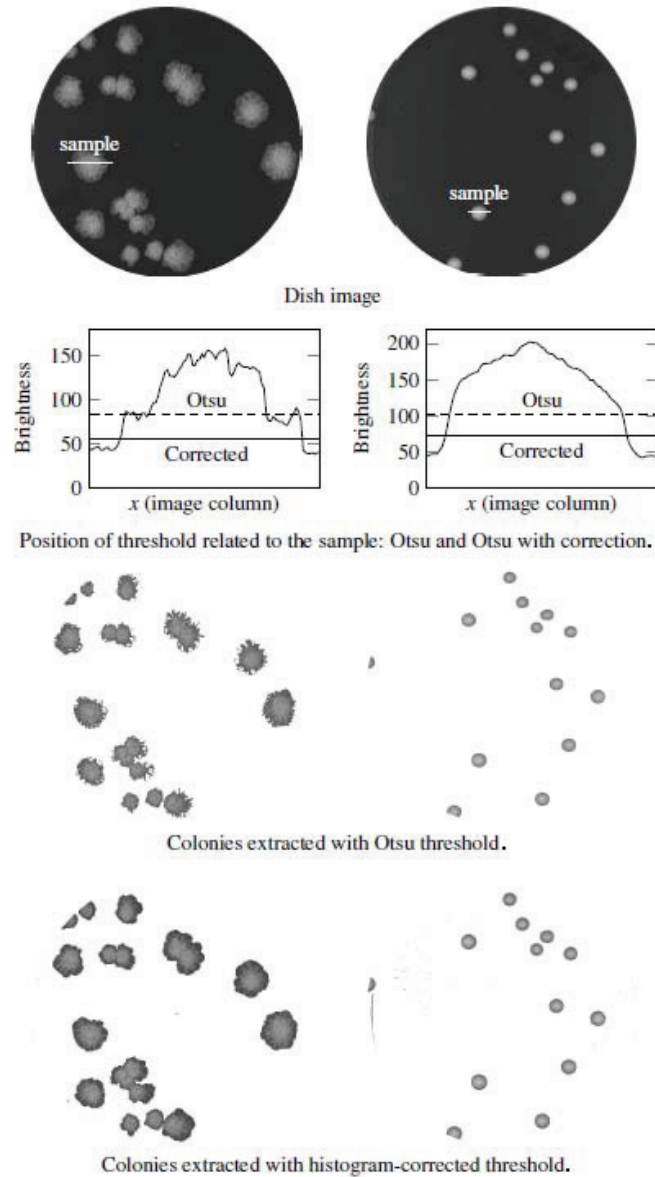 sample
sample
Dish image
150
100
50
0
Brightness
Otsu
Corrected
x (image column)
200
150
100
50
0
Brightness
Otsu
Corrected
x (image column)
Position of threshold related to the sample: Otsu and Otsu with correction.
Colonies extracted with Otsu threshold.
Colonies extracted with histogram-corrected threshold.